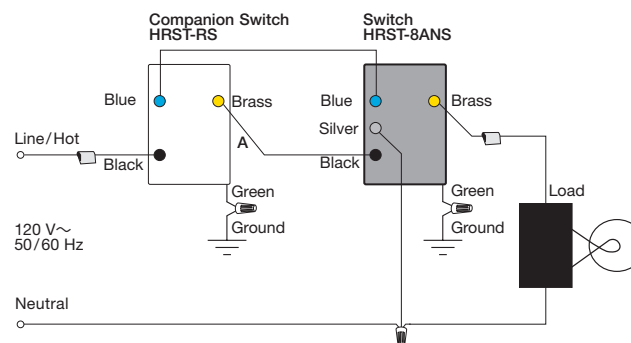 Companion Switch
HRST-RS
Switch
HRST-8ANS
Blue
Brass
Blue
Brass
Silver
Line/Hot
A
Black
Black
Green
Green
Load
Ground
Ground
120 V~
50/60 Hz
Neutral